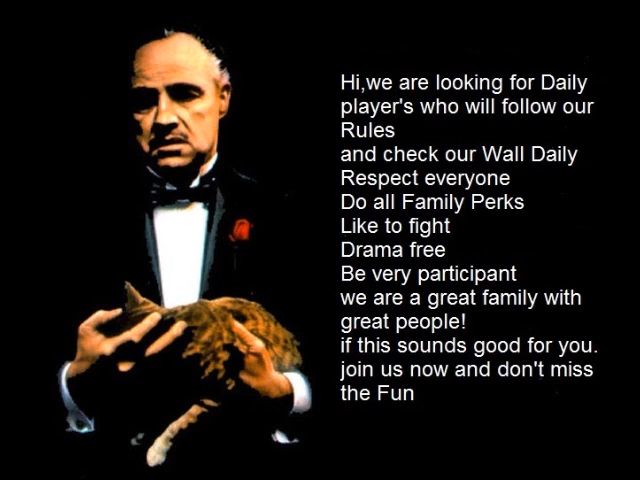 Hi,we are looking for Daily
player's who will follow our
Rules
and check our Wall Daily
Respect everyone
Do all Family Perks
Like to fight
Drama free
Be very participant
we are a great family with
great people!
if this sounds good for you.
join us now and don't miss
the Fun